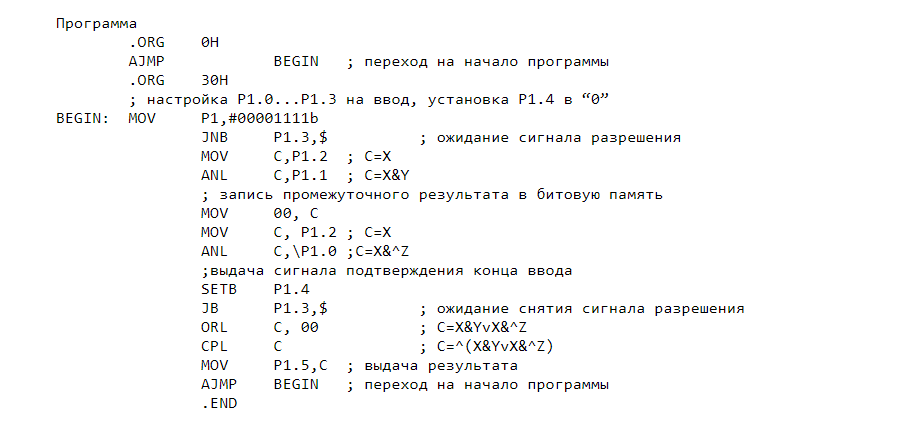 Программа
.ORG 0H
AJMP BEGIN ; переход на начало программы
.ORG 30H
; настройка P1.0...P1.3 на ввод, установка P1.4 в “0”
BEGIN: MOV P1,#00001111b
JNB P1.3,$ ; ожидание сигнала разрешения
MOV C,P1.2 ; C=X
ANL C,P1.1 ; C=X&Y
; запись промежуточного результата в битовую память
MOV 00, C
MOV C, P1.2 ; C=X
ANL C,\P1.0 ;C=X&^Z
;выдача сигнала подтверждения конца ввода
SETB P1.4
JB P1.3,$ ; ожидание снятия сигнала разрешения
ORL C, 00 ; C=X&YvX&^Z
CPL C ; C=^(X&YvX&^Z)
MOV P1.5,C ; выдача результата
AJMP BEGIN ; переход на начало программы
.END